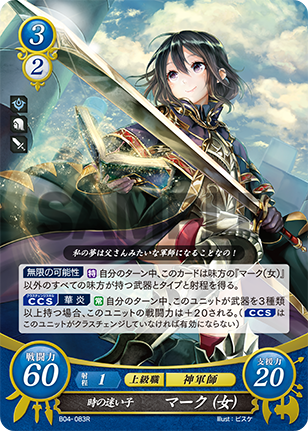 3
2
SAMPLE
私の夢は父さんみたいな軍師になることなの!
無限の可能性 特 自分のターン中、このカードは味方の『マーク(女)』
以外のすべての味方が持つ武器とタイプと射程を得る。
CCS 華炎 常 自分のターン中、このユニットが武器を3種類
以上持つ場合、このユニットの戦闘力は+20される。(CCS は
このユニットがクラスチェンジしていなければ有効にならない)
戦闘力
60
射程 1 上級職 神軍師
支援力
20
時の迷い子 マーク(女)
B04-083R
Illust:ビスケ